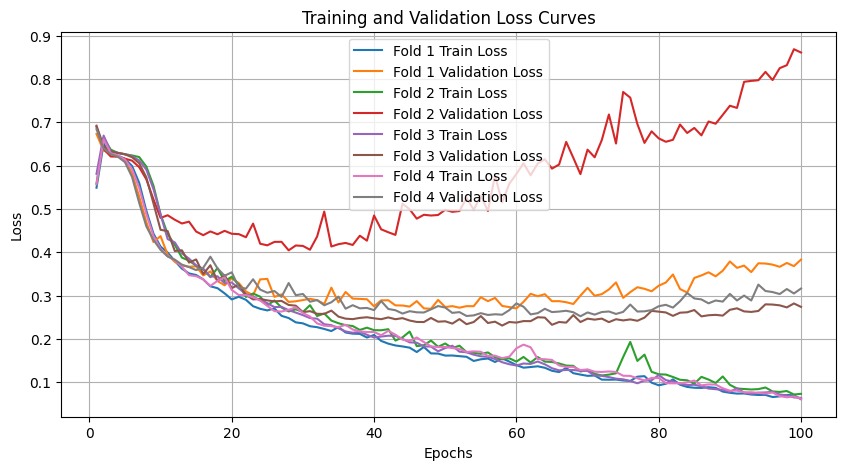 Training and Validation Loss Curves
Loss
0.9
0.8
0.7
0.6
0.5
0.4
0.3
0.2
0.1
Fold 1 Train Loss
Fold 1 Validation Loss
Fold 2 Train Loss
Fold 2 Validation Loss
Fold 3 Train Loss
Fold 3 Validation Loss
Fold 4 Train Loss
Fold 4 Validation Loss
0
20
40
60
80
100
Epochs